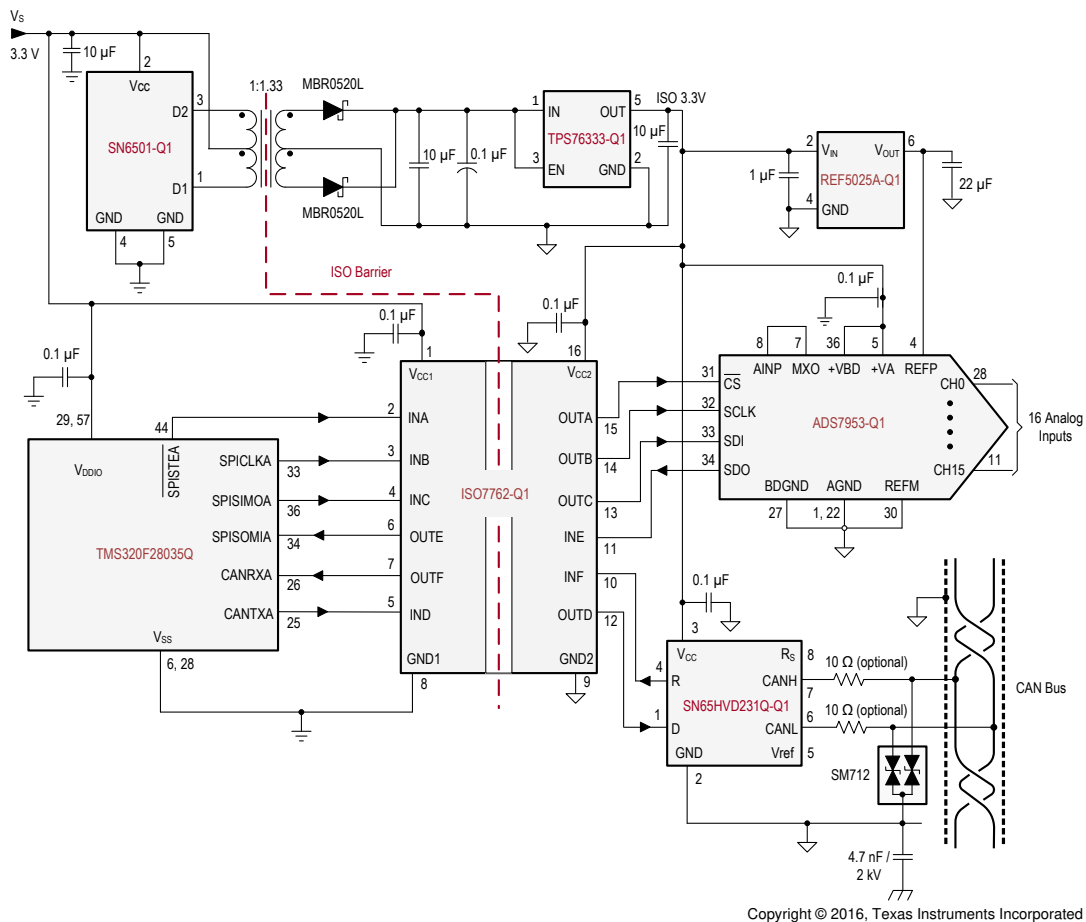 VS
3.3 V
10 µF
2
Vcc
D2
3
SN6501-Q1
D1
1
GND
GND
4
5
1:1.33
MBR0520L
MBR0520L
10 µF
0.1 µF
1
IN
OUT
5
TPS76333-Q1
3
EN
GND
2
10 µF
ISO 3.3V
1 µF
2
VIN
VOUT
6
REF5025A-Q1
4
GND
22 µF
ISO Barrier
0.1 µF
0.1 µF
0.1 µF
0.1 µF
29, 57
VDDIO
44
SPISTEA
SPICLKA
33
SPISIMOA
36
SPISOMIA
34
TMS320F28035Q
CANRXA
26
CANTXA
25
VSS
6, 28
1
VCC1
2
INA
3
INB
4
INC
6
OUTE
7
OUTF
5
IND
GND1
8
ISO7762-Q1
16
VCC2
OUTA
15
OUTB
14
OUTC
13
INE
11
INF
10
OUTD
12
GND2
9
8
7
36
5
4
AINP
MXO
+VBD
+VA
REFP
31
CS
32
SCLK
33
SDI
34
SDO
ADS7953-Q1
CH0
28
CH15
11
16 Analog
Inputs
BDGND
AGND
REFM
27
1, 22
30
0.1 µF
3
VCC
RS
8
4
R
CANH
7
SN65HVD231Q-Q1
1
D
CANL
6
GND
Vref
5
2
10 Ω (optional)
10 Ω (optional)
CAN Bus
SM712
4.7 nF /
2 kV
Copyright © 2016, Texas Instruments Incorporated